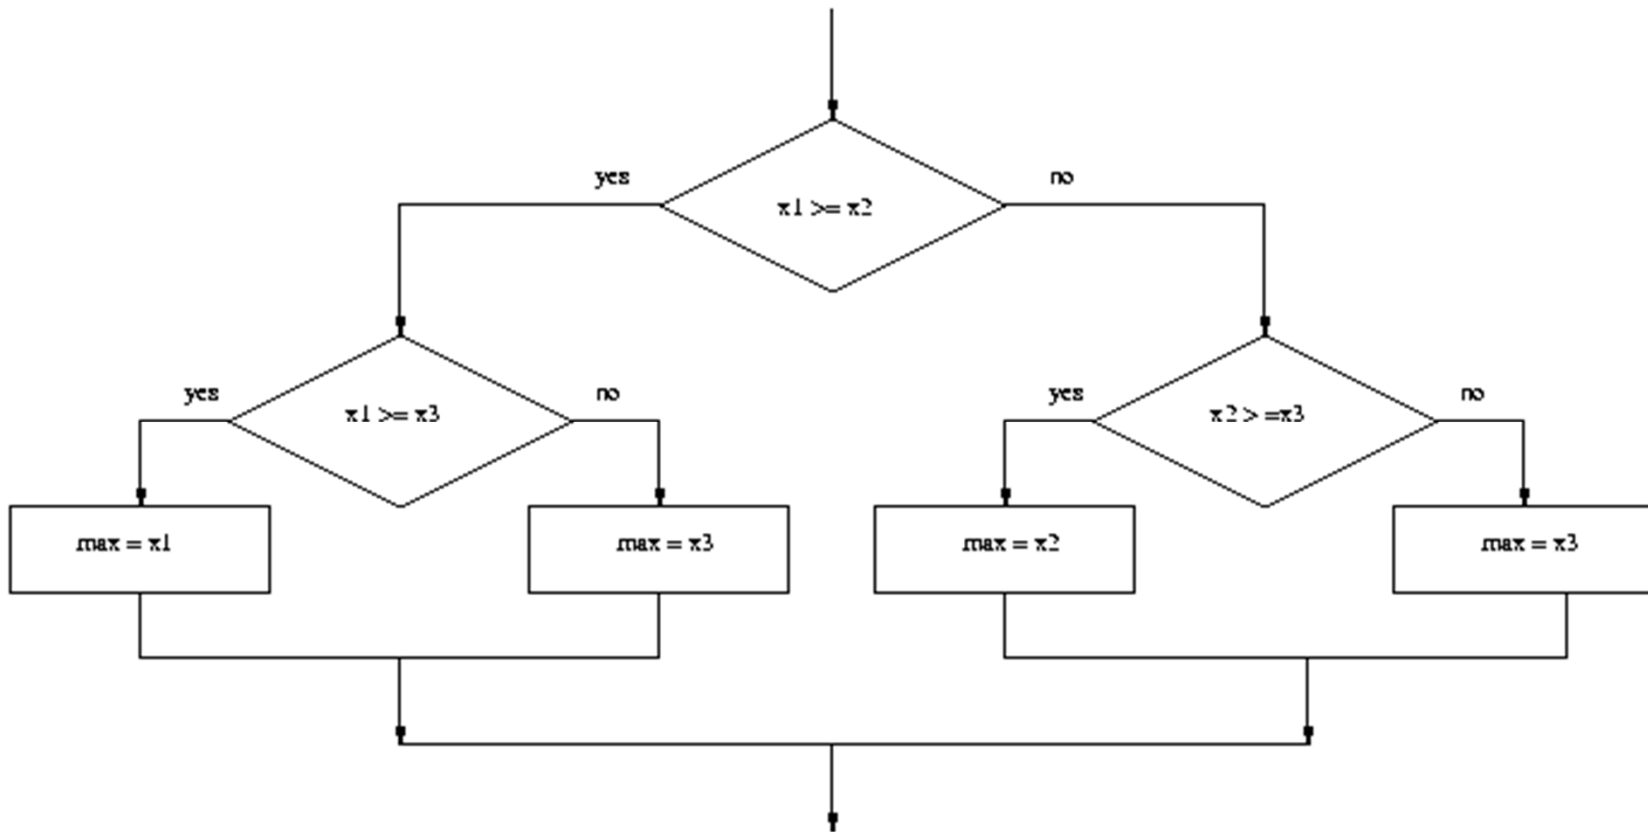 yes
no
x1 >= x2
yes
no
yes
no
x1 >= x3
x2 > =x3
max = x1
max = x3
max = x2
max = x3